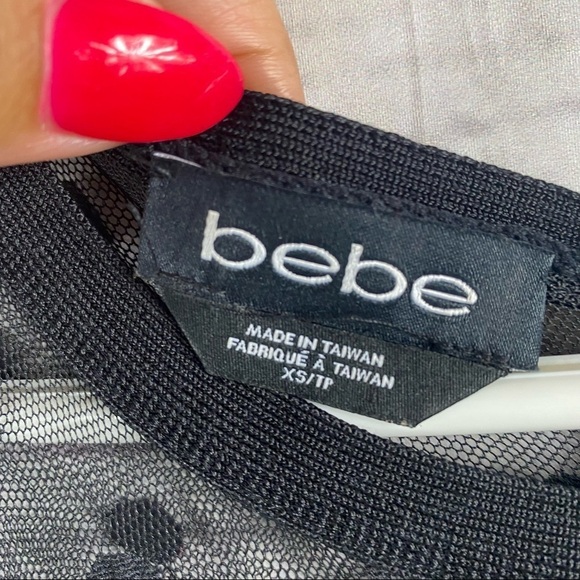 bebe
MADE IN TAIWAN
FABRIQUÉ À TAIWAN
XS/TP